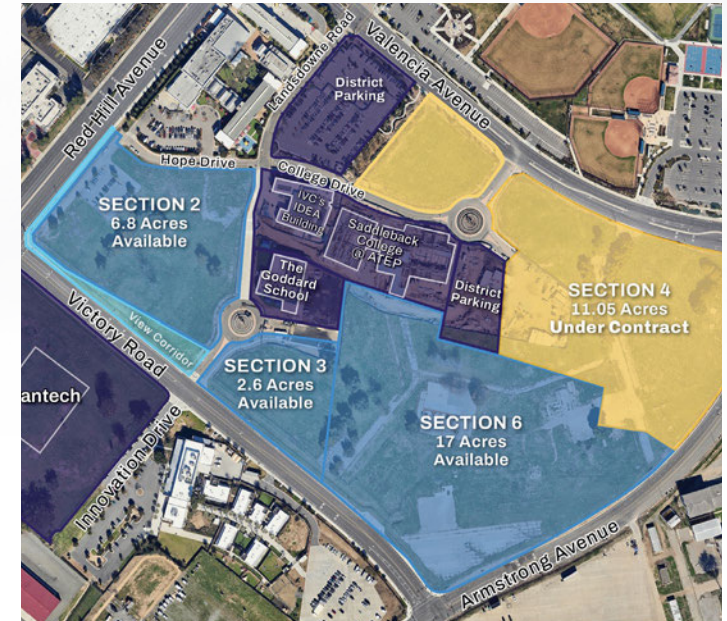 Red Hill Avenue
Landsdowne Road
Valencia Avenue
District
Parking
Hope Drive
College Drive
SECTION 2
6.8 Acres
Available
IVC's
IDEA
Building
Saddleback
College
@ ATEP
The
Goddard
School
District
Parking
SECTION 4
11.05 Acres
Under Contract
View Corridor
Victory Road
SECTION 3
2.6 Acres
Available
antech
SECTION 6
17 Acres
Available
Innovation Drive
Armstrong Avenue